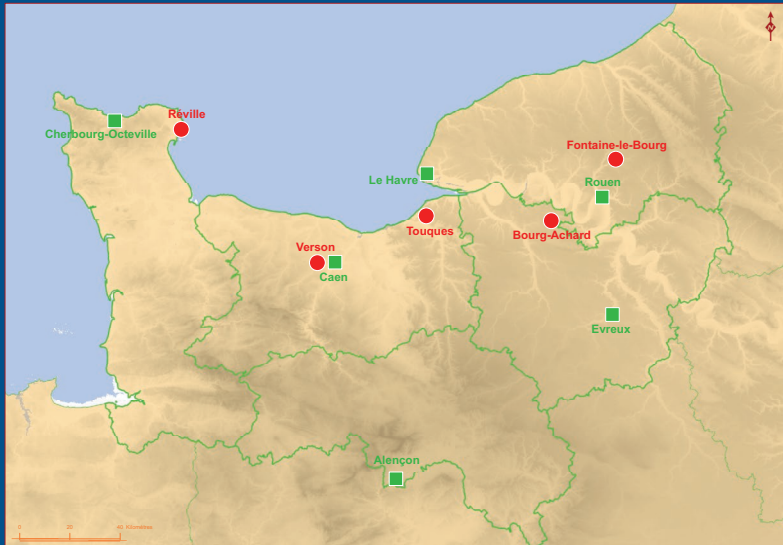 N
Réville
Cherbourg-Octeville
Fontaine-le-Bourg
Le Havre
Rouen
Touques
Bourg-Achard
Verson
Caen
Evreux
Alençon
0 20 40 Kilomètres